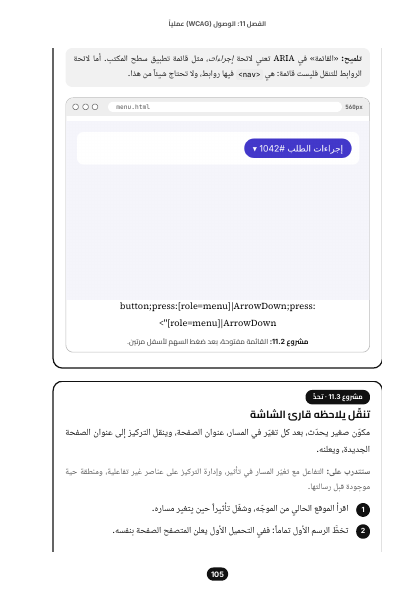 الفصل 11: الوصول (WCAG) عملياً
تلميح: «القائمة» في ARIA تعني لائحة إجراءات، مثل قائمة تطبيق سطح المكتب. أما لائحة
الروابط للتنقل فليست قائمة: هي <nav> فيها روابط، ولا تحتاج شيئاً من هذا.
menu.html
560px
إجراءات الطلب #1042 ▾
button;press:[role=menu]|ArrowDown;press:
<"[role=menu]|ArrowDown
مشروع 11.2: القائمة مفتوحة، بعد ضغط السهم لأسفل مرتين.
مشروع 11.3 · تحدٍّ
تنقّل يلاحظه قارئ الشاشة
مكوّن صغير يحدّث، بعد كل تغيّر في المسار، عنوان الصفحة، وينقل التركيز إلى عنوان الصفحة
الجديدة، ويعلنه.
ستتدرب على: التفاعل مع تغيّر المسار في تأثير، وإدارة التركيز على عناصر غير تفاعلية، ومنطقة حية
موجودة قبل رسالتها.
1 اقرأ الموقع الحالي من الموجّه، وشغّل تأثيراً حين يتغير مساره.
2 تخطَّ الرسم الأول تماماً: ففي التحميل الأول يعلن المتصفح الصفحة بنفسه.
105